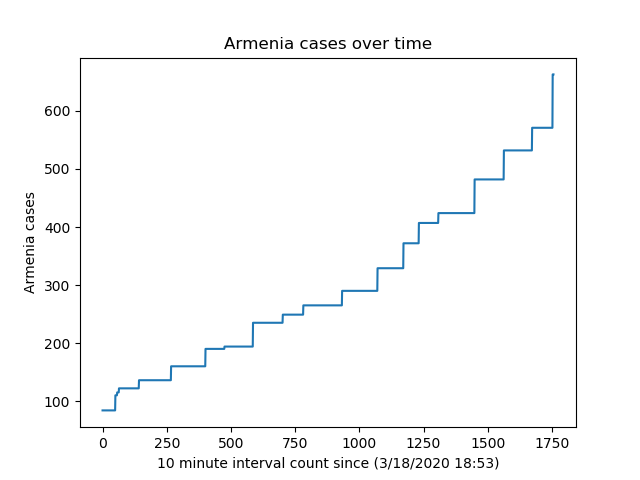 Armenia cases over time
600
500
400
300
200
100
Armenia cases
0 250 500 750 1000 1250 1500 1750
10 minute interval count since (3/18/2020 18:53)